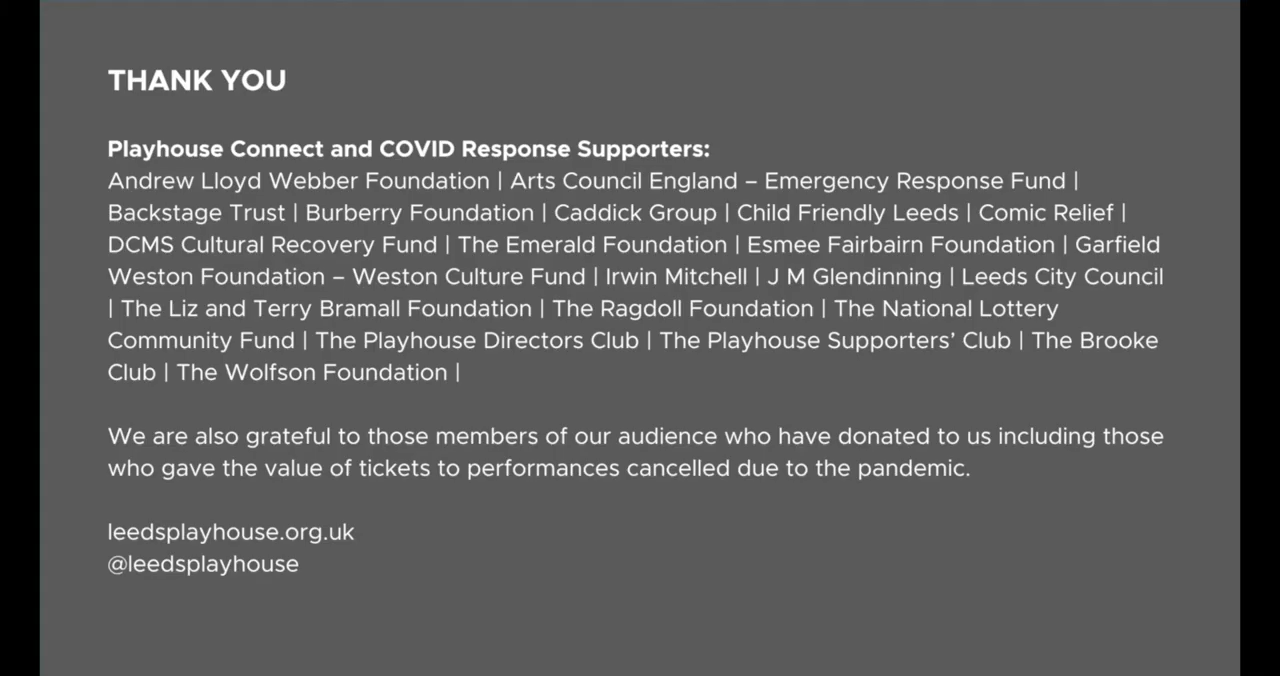 THANK YOU
Playhouse Connect and COVID Response Supporters:
Andrew Lloyd Webber Foundation | Arts Council England – Emergency Response Fund |
Backstage Trust | Burberry Foundation | Caddick Group | Child Friendly Leeds | Comic Relief |
DCMS Cultural Recovery Fund | The Emerald Foundation | Esmee Fairbairn Foundation | Garfield
Weston Foundation – Weston Culture Fund | Irwin Mitchell | J M Glendinning | Leeds City Council
| The Liz and Terry Bramall Foundation | The Ragdoll Foundation | The National Lottery
Community Fund | The Playhouse Directors Club | The Playhouse Supporters’ Club | The Brooke
Club | The Wolfson Foundation |
We are also grateful to those members of our audience who have donated to us including those
who gave the value of tickets to performances cancelled due to the pandemic.
leedsplayhouse.org.uk
@leedsplayhouse